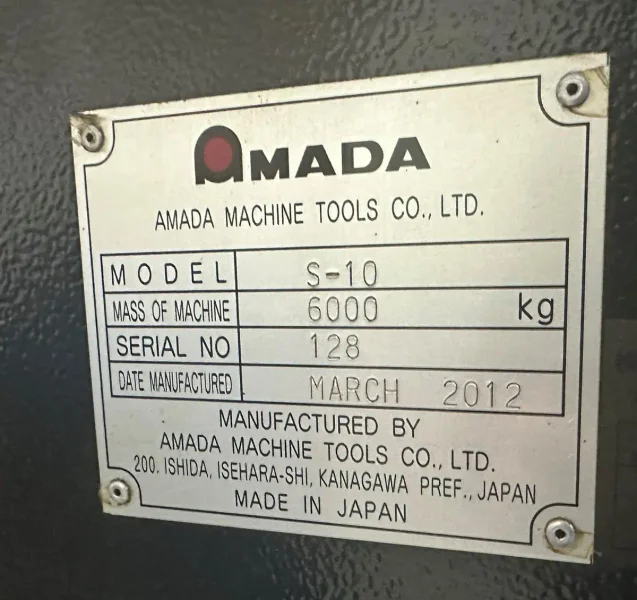 AMADA
AMADA MACHINE TOOLS CO., LTD.
MODEL S-10
MASS OF MACHINE 6000 kg
SERIAL NO 128
DATE MANUFACTURED MARCH 2012
MANUFACTURED BY
AMADA MACHINE TOOLS CO., LTD.
200. ISHIDA, ISEHARA-SHI, KANAGAWA PREF., JAPAN
MADE IN JAPAN